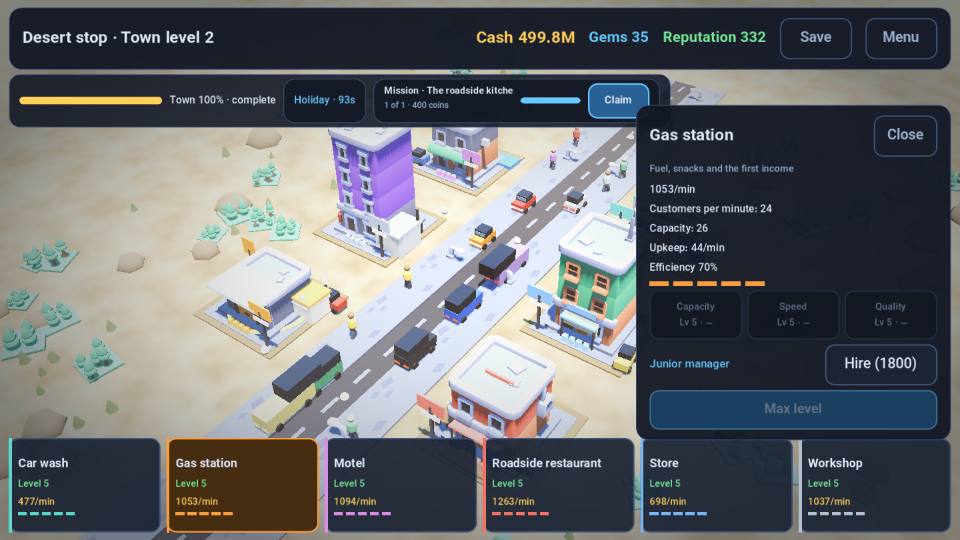 Desert stop · Town level 2
Cash 499.8M Gems 35 Reputation 332
Save
Menu
Town 100% · complete
Holiday · 93s
Mission · The roadside kitche
1 of 1 · 400 coins
Claim
Gas station
Close
Fuel, snacks and the first income
1053/min
Customers per minute: 24
Capacity: 26
Upkeep: 44/min
Efficiency 70%
Capacity
Lv 5 · –
Speed
Lv 5 · –
Quality
Lv 5 · –
Junior manager
Hire (1800)
Max level
Car wash
Level 5
477/min
Gas station
Level 5
1053/min
Motel
Level 5
1094/min
Roadside restaurant
Level 5
1263/min
Store
Level 5
698/min
Workshop
Level 5
1037/min